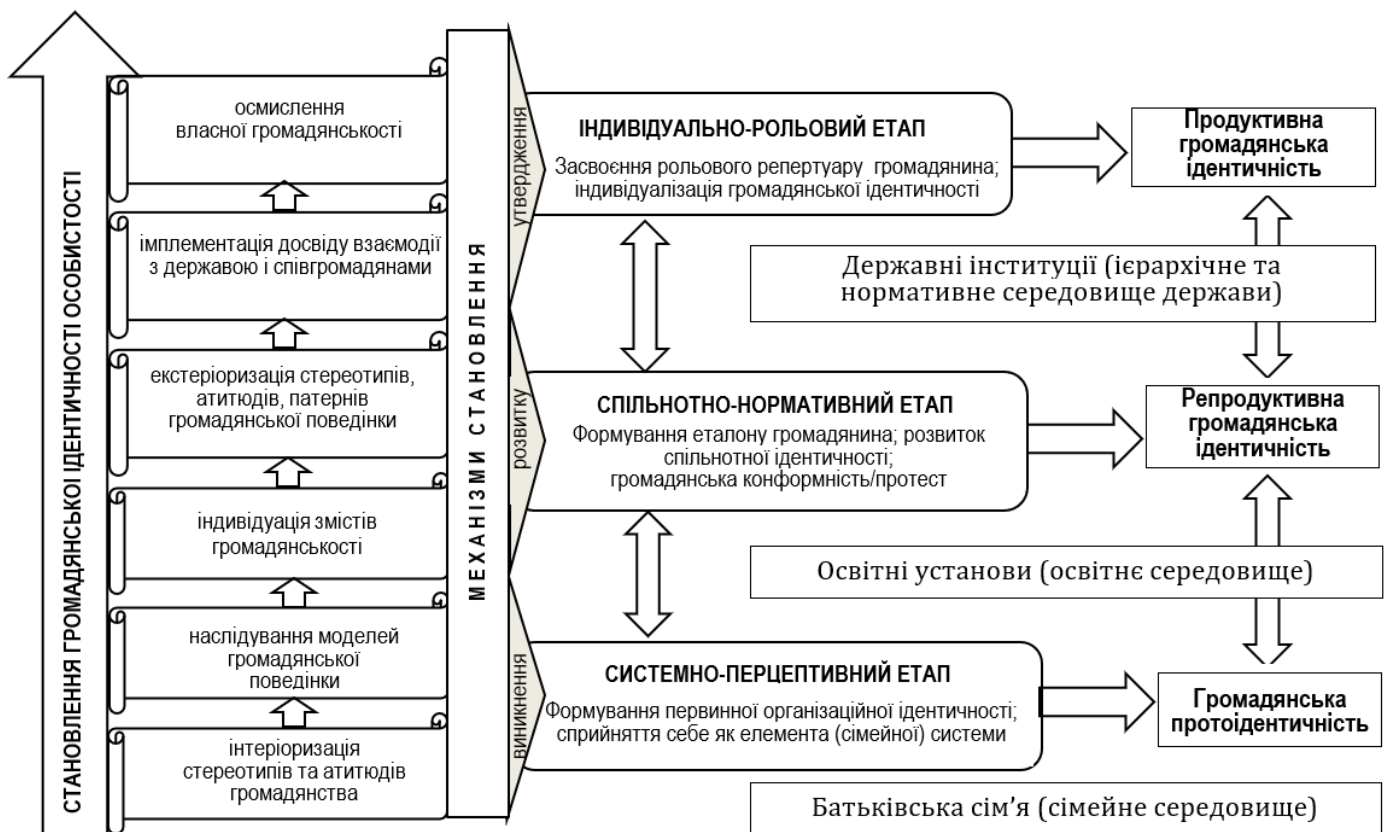 СТАНОВЛЕННЯ ГРОМАДЯНСЬКОЇ ІДЕНТИЧНОСТІ ОСОБИСТОСТІ
осмислення
власної громадянськості
імплементація досвіду взаємодії
з державою і співгромадянами
екстеріоризація стереотипів,
атитюдів, патернів
громадянської поведінки
індивідуація змістів
громадянськості
наслідування моделей
громадянської
поведінки
інтеріоризація
стереотипів та атитюдів
громадянства
МЕХАНІЗМИ СТАНОВЛЕННЯ
утвердження
розвитку
виникнення
ІНДИВІДУАЛЬНО-РОЛЬОВИЙ ЕТАП
Засвоєння рольового репертуару громадянина;
індивідуалізація громадянської ідентичності
СПІЛЬНОТНО-НОРМАТИВНИЙ ЕТАП
Формування еталону громадянина; розвиток
спільнотної ідентичності;
громадянська конформність/протест
СИСТЕМНО-ПЕРЦЕПТИВНИЙ ЕТАП
Формування первинної організаційної ідентичності;
сприйняття себе як елемента (сімейної) системи
Продуктивна
громадянська
ідентичність
Державні інституції (ієрархічне та
нормативне середовище держави)
Репродуктивна
громадянська
ідентичність
Освітні установи (освітнє середовище)
Громадянська
протоідентичність
Батьківська сім’я (сімейне середовище)